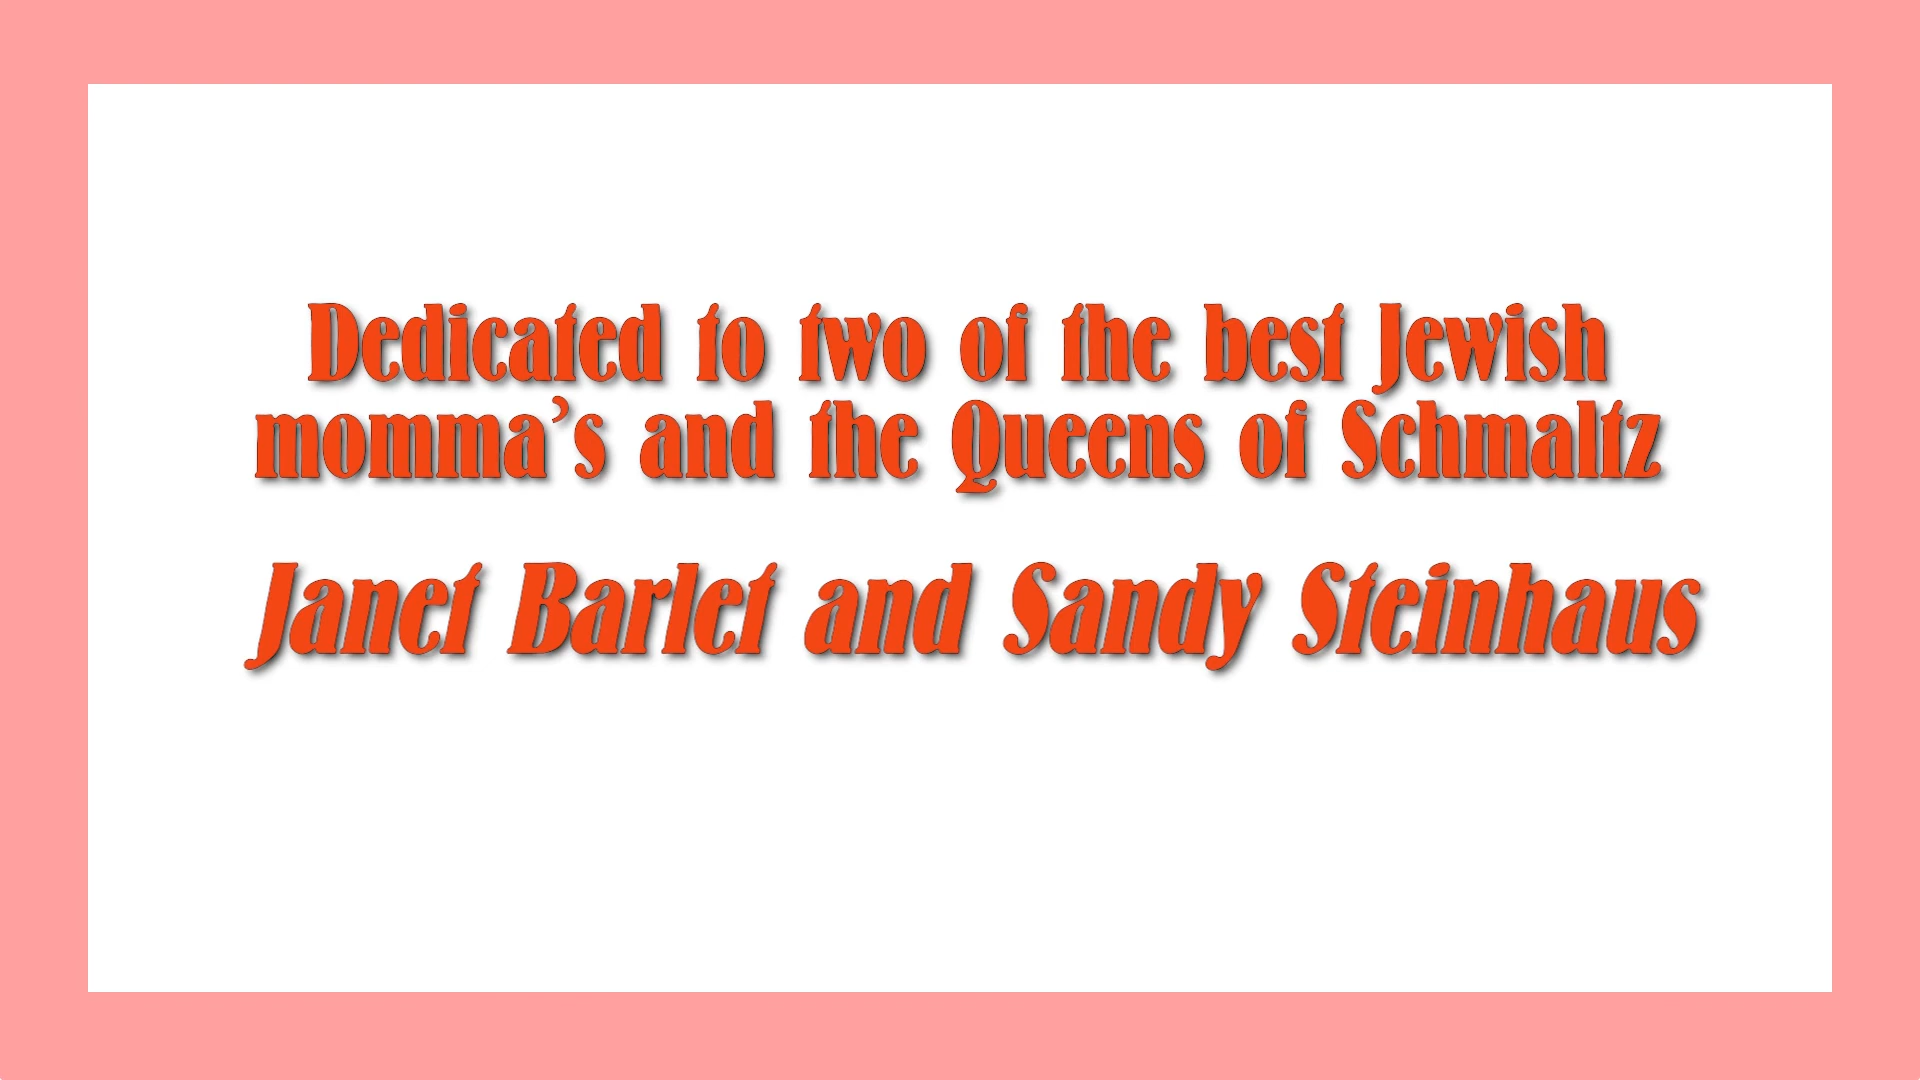 Dedicated to two of the best Jewish
momma’s and the Queens of Schmaltz
Janet Barlet and Sandy Steinhaus